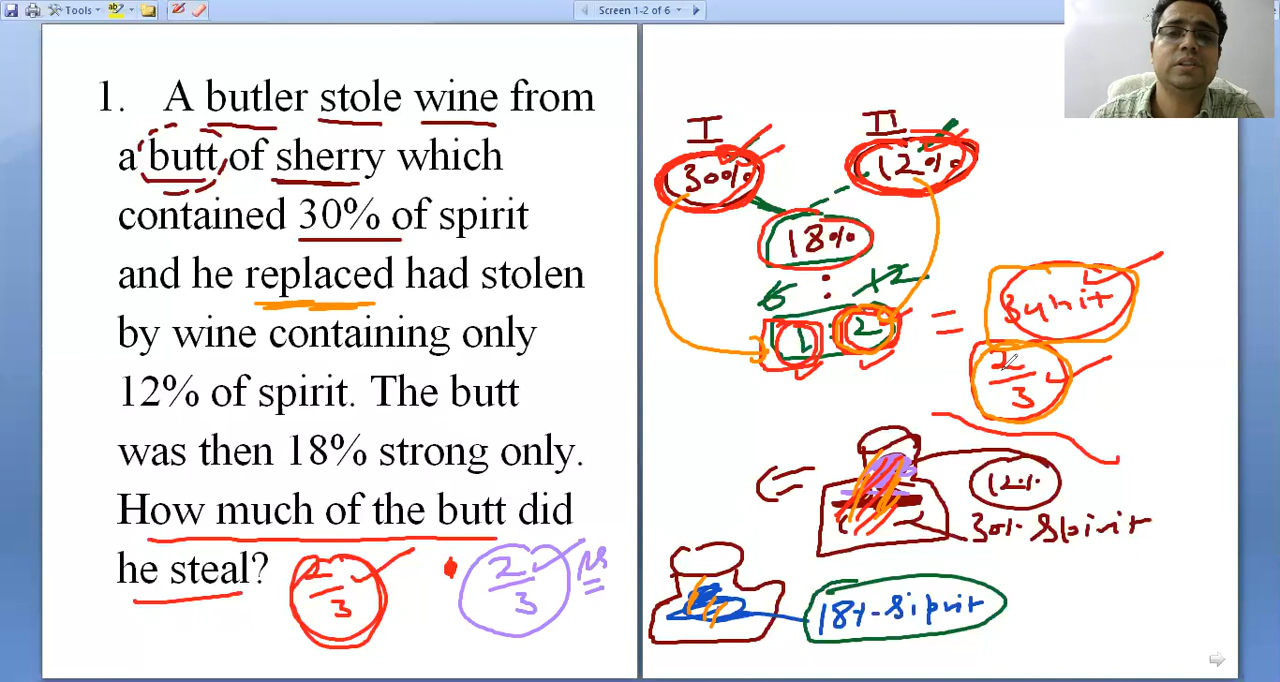 Tools
Screen 1-2 of 6
1. A butler stole wine from
a butt of sherry which
contained 30% of spirit
and he replaced had stolen
by wine containing only
12% of spirit. The butt
was then 18% strong only.
How much of the butt did
he steal?
2/3
2/3
I II
30% 12%
18%
6 : 12
1 : 2 = 3 unit
2/3
12%
30% Spirit
18% Siprit